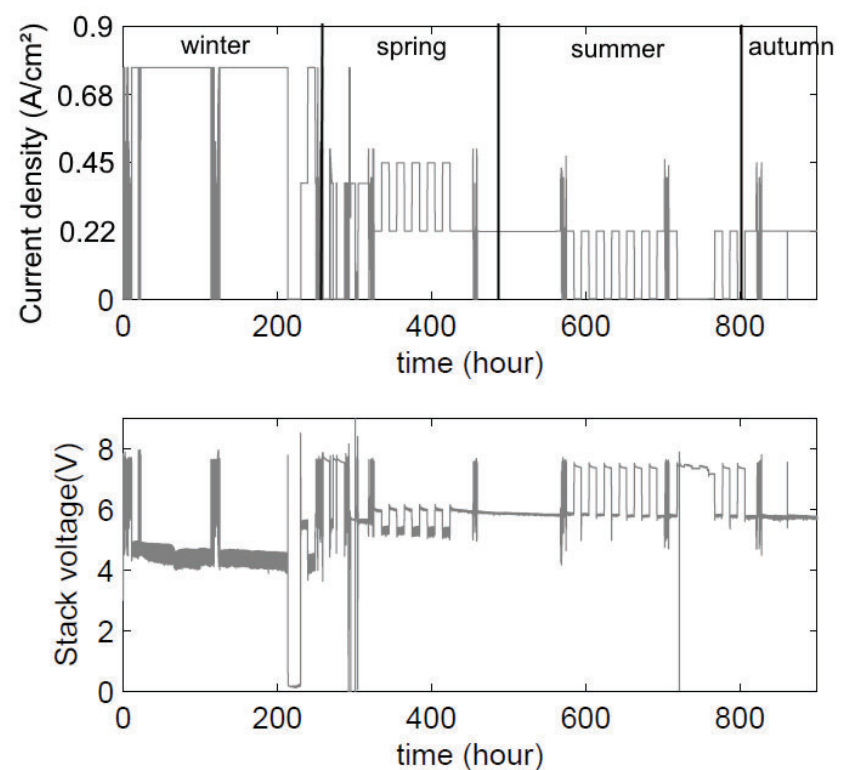 0.9
winter
spring
summer
autumn
0.68
0.45
0.22
0
Current density (A/cm²)
0
200
400
600
800
time (hour)
8
6
4
2
0
Stack voltage(V)
0
200
400
600
800
time (hour)